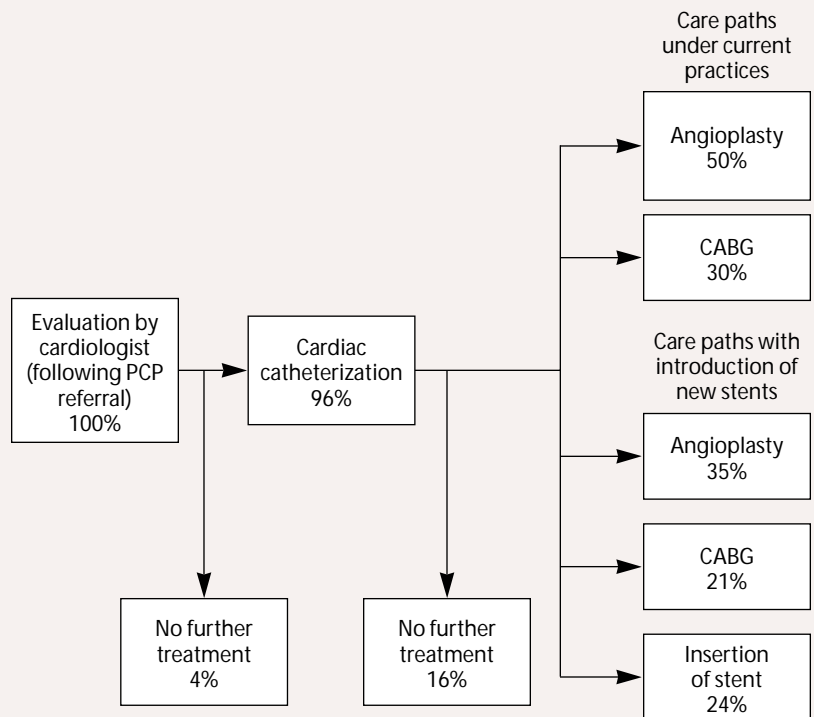 Care paths
under current
practices
Angioplasty
50%
CABG
30%
Evaluation by
cardiologist
(following PCP
referral)
100%
Cardiac
catheterization
96%
Care paths with
introduction of
new stents
Angioplasty
35%
CABG
21%
No further
treatment
4%
No further
treatment
16%
Insertion
of stent
24%